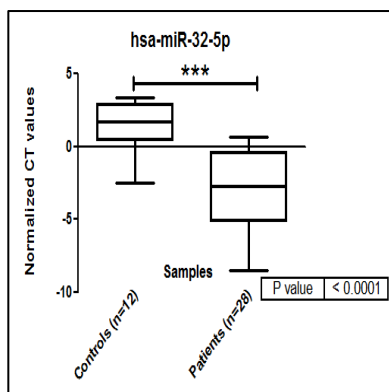 hsa-miR-32-5p
***
Normalized CT values
5
0
-5
-10
Samples
P value < 0.0001
Controls (n=12)
Patients (n=28)